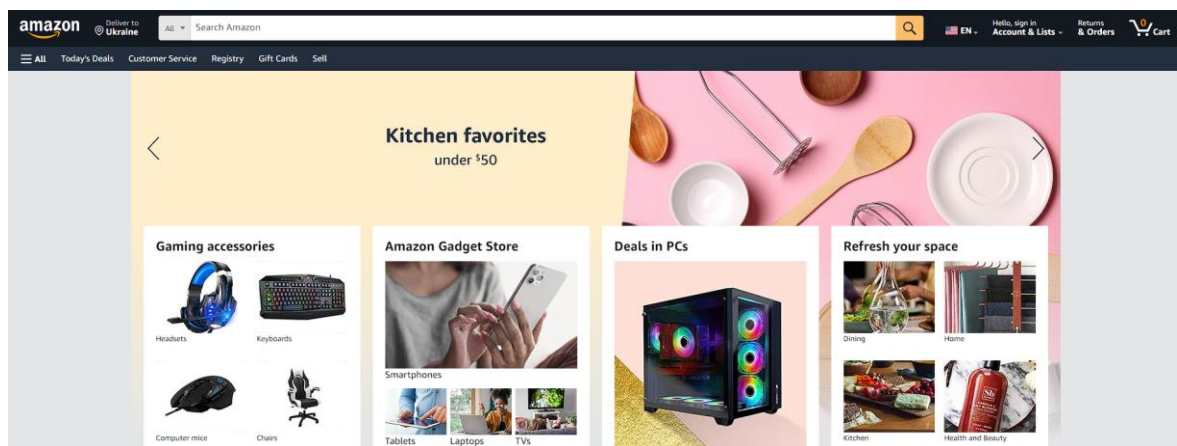 amazon
Deliver to
Ukraine
All
Search Amazon
EN
Hello, sign in
Account & Lists
Returns
& Orders
0
Cart
All
Today's Deals
Customer Service
Registry
Gift Cards
Sell
Kitchen favorites
under $50
Gaming accessories
Headsets
Keyboards
Computer mice
Chairs
Amazon Gadget Store
Smartphones
Tablets
Laptops
TVs
Deals in PCs
Refresh your space
Dining
Home
Kitchen
Health and Beauty